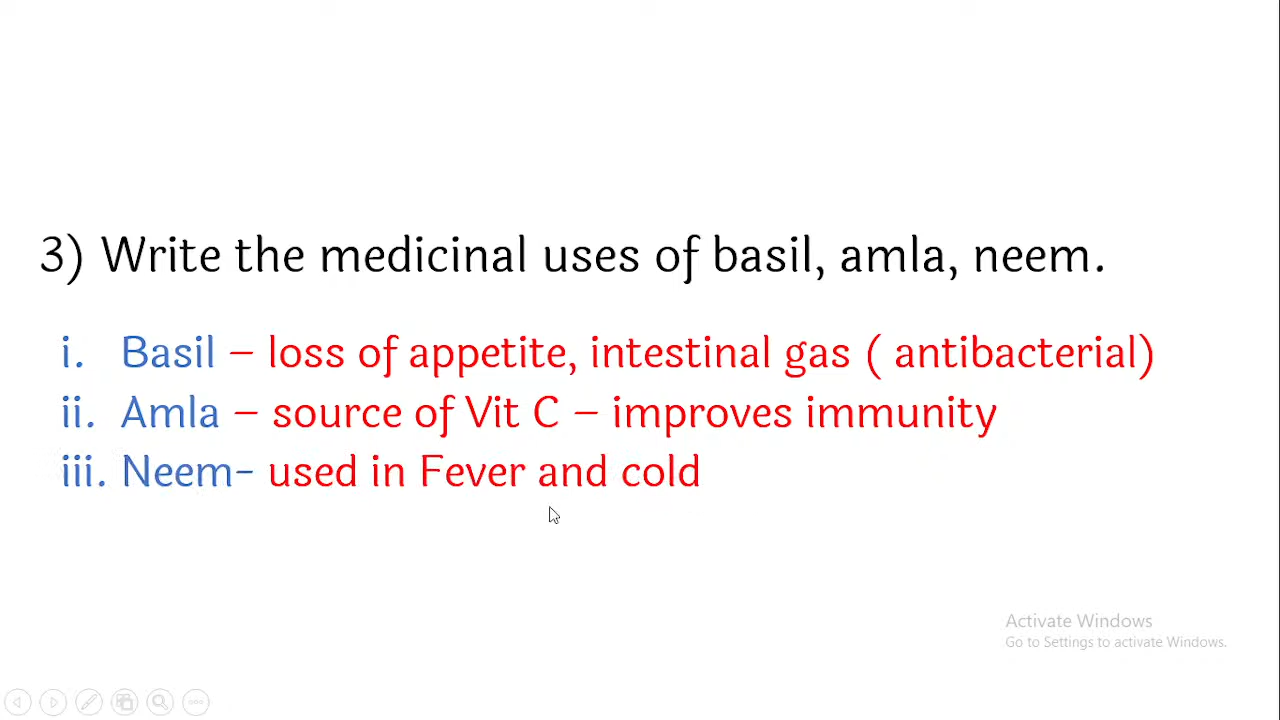 3) Write the medicinal uses of basil, amla, neem.
i. Basil – loss of appetite, intestinal gas ( antibacterial)
ii. Amla – source of Vit C – improves immunity
iii. Neem- used in Fever and cold
Activate Windows
Go to Settings to activate Windows.